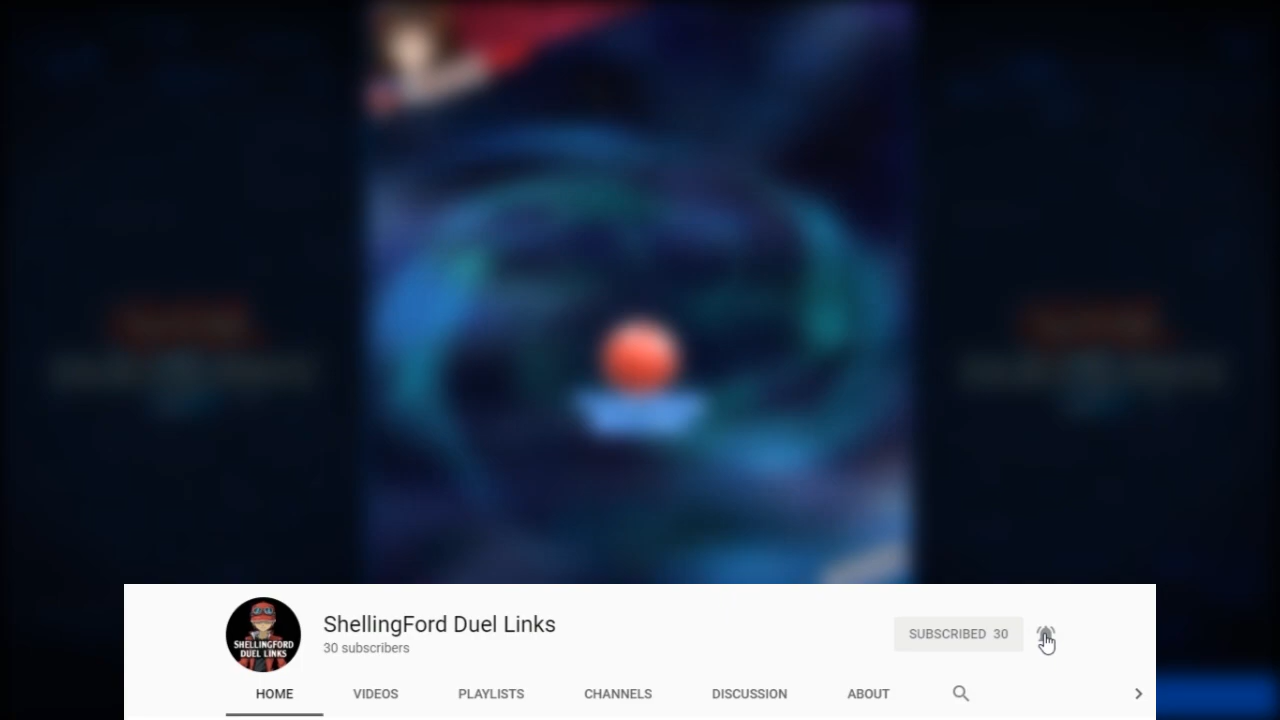 ShellingFord Duel Links
30 subscribers
SUBSCRIBED 30
SHELLINGFORD
DUEL LINKS
HOME VIDEOS PLAYLISTS CHANNELS DISCUSSION ABOUT